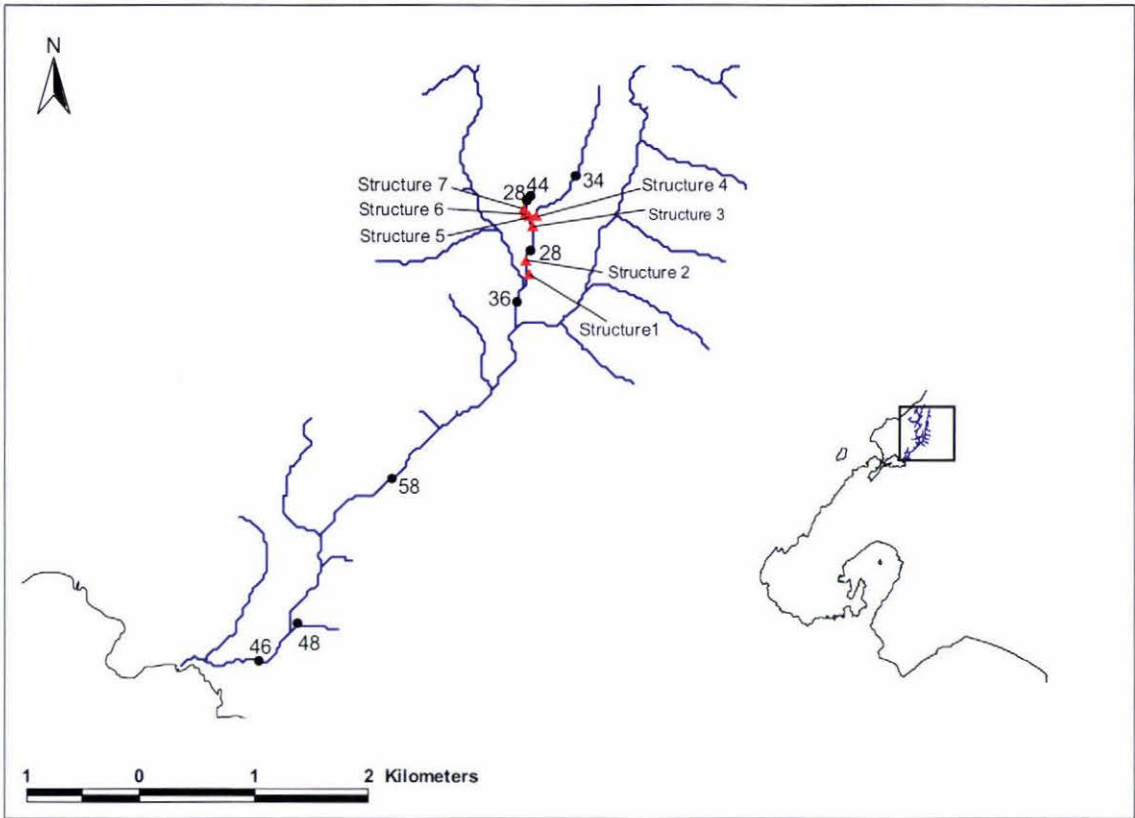 N
44
28
34
Structure 7
Structure 4
Structure 6
Structure 3
Structure 5
28
Structure 2
36
Structure1
58
48
46
1 0 1 2 Kilometers